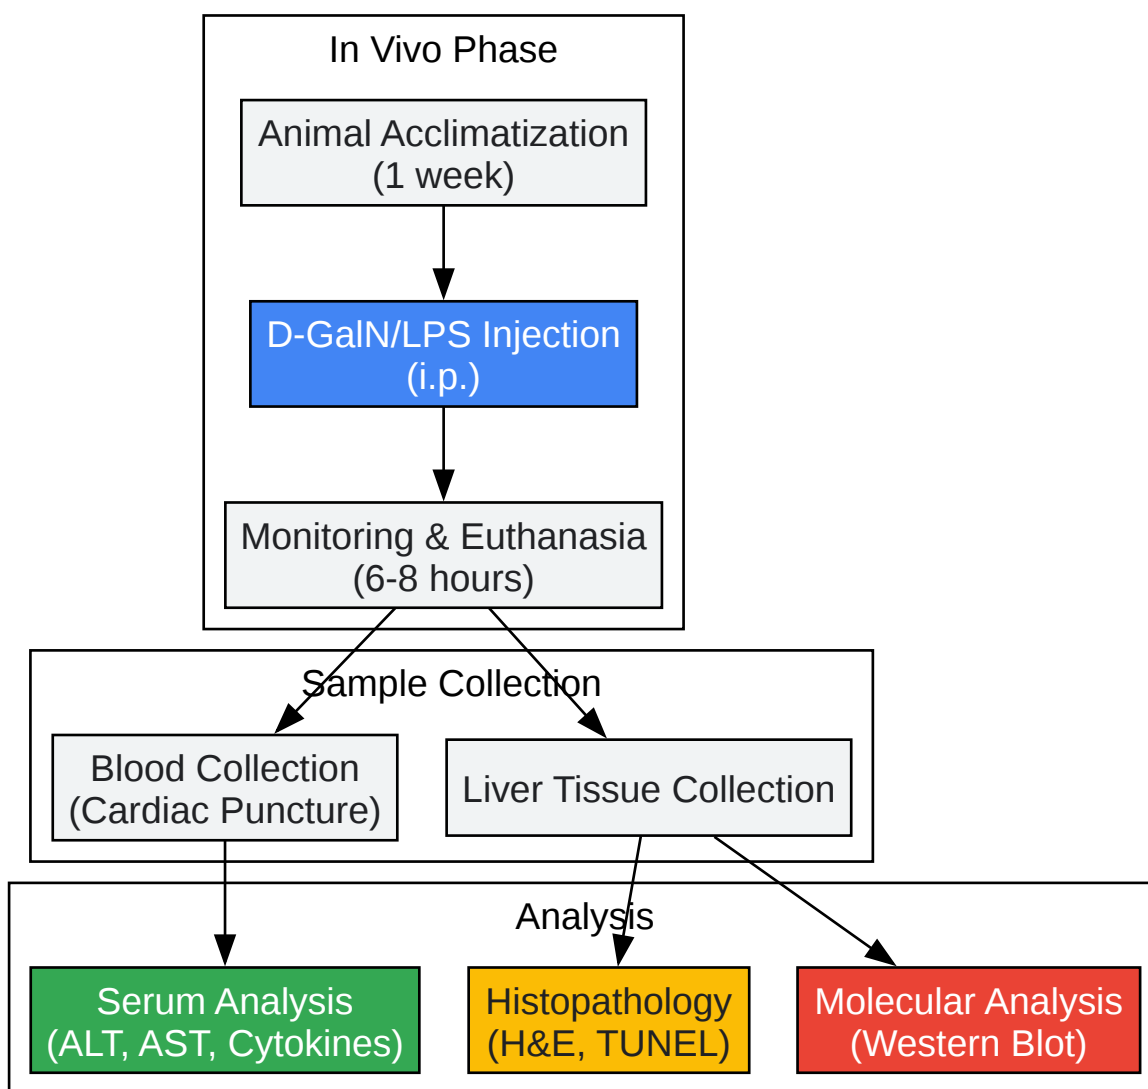 In Vivo Phase
Animal Acclimatization
(1 week)
D-GalN/LPS Injection
(i.p.)
Monitoring & Euthanasia
(6-8 hours)
Sample Collection
Blood Collection
(Cardiac Puncture)
Liver Tissue Collection
Analysis
Serum Analysis
(ALT, AST, Cytokines)
Histopathology
(H&E, TUNEL)
Molecular Analysis
(Western Blot)